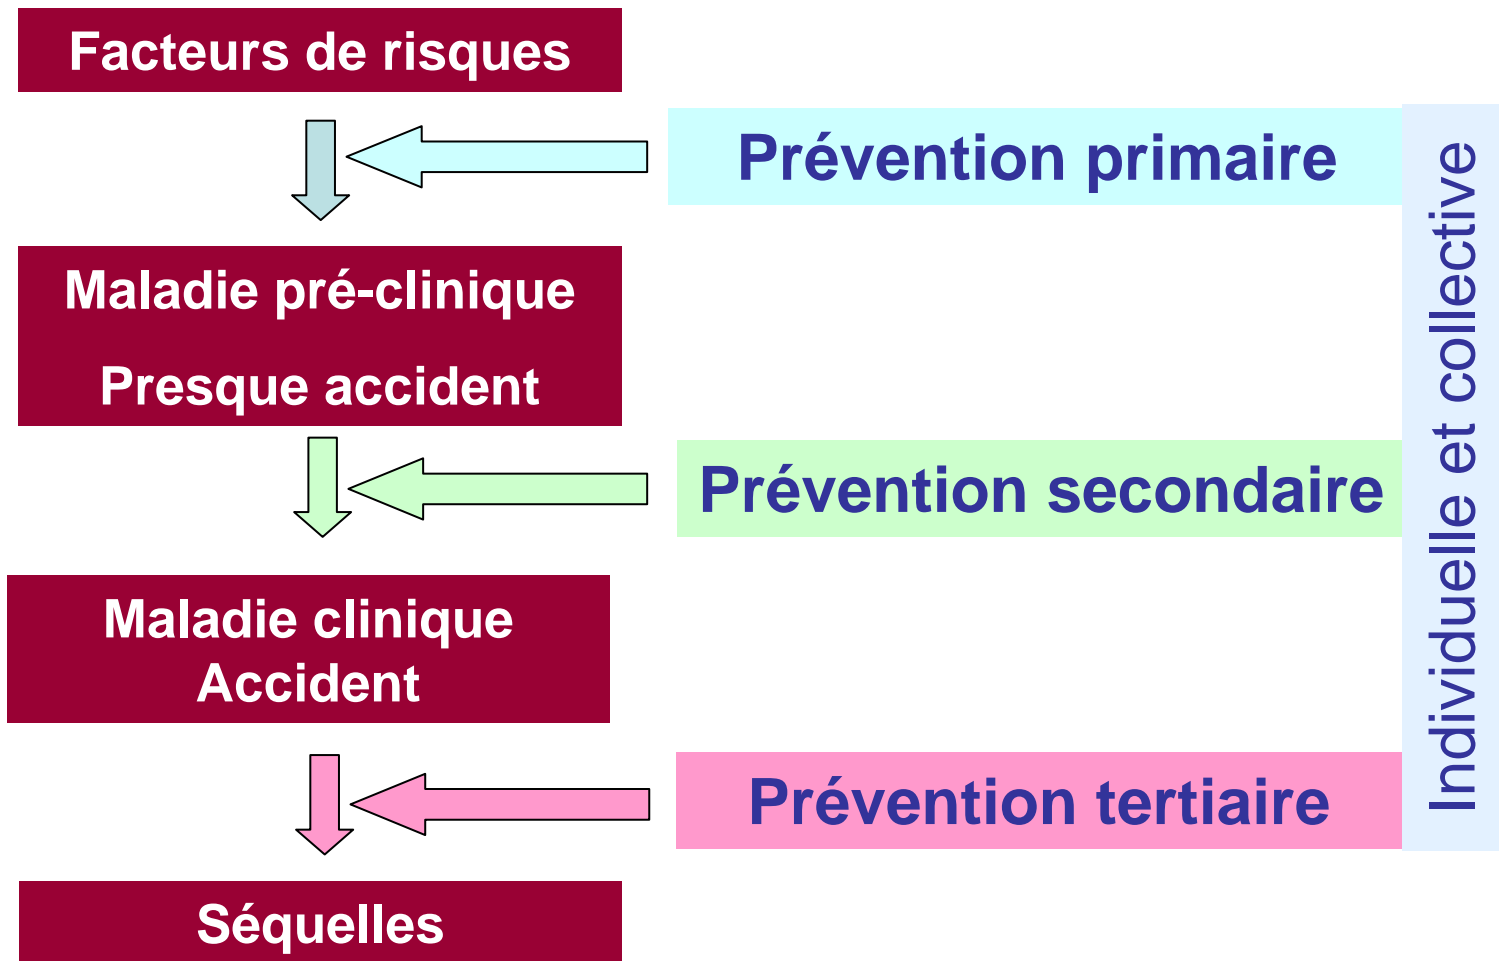 Facteurs de risques
Prévention primaire
Maladie pré-clinique
Presque accident
Prévention secondaire
Maladie clinique
Accident
Prévention tertiaire
Séquelles
Individuelle et collective